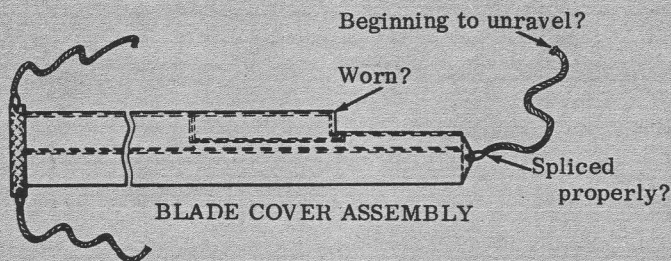 Beginning to unravel?
Worn?
Spliced
properly?
BLADE COVER ASSEMBLY